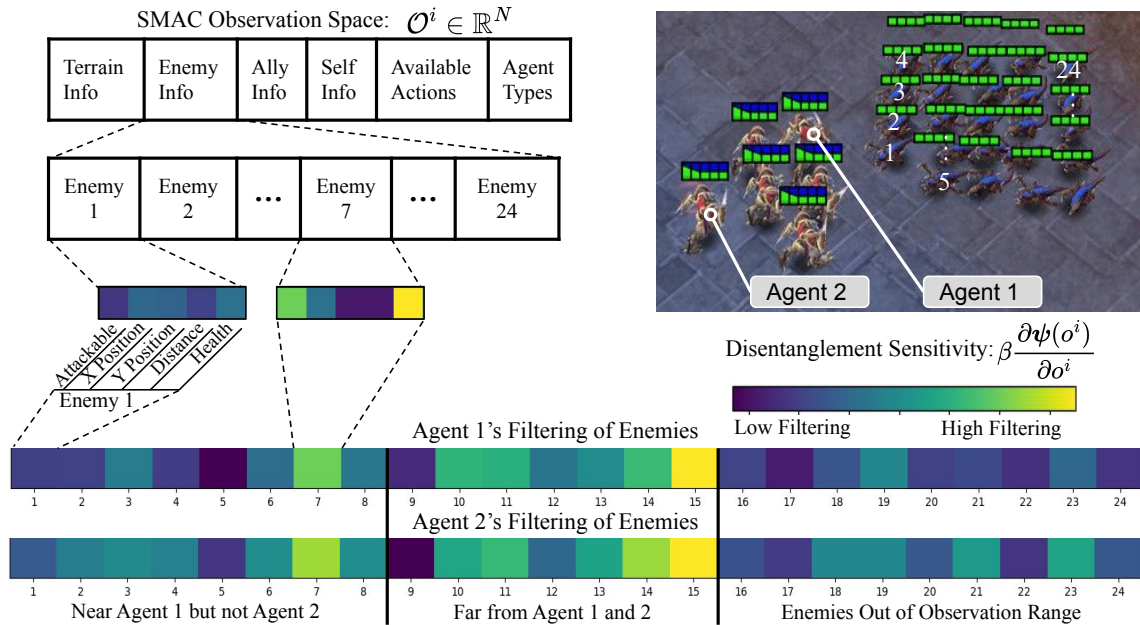 SMAC Observation Space: 𝒪ⁱ ∈ ℝᴺ
Terrain Info
Enemy Info
Ally Info
Self Info
Available Actions
Agent Types
Enemy 1
Enemy 2
...
Enemy 7
...
Enemy 24
Attackable
X Position
Y Position
Distance
Health
Enemy 1
4
3
2
1
⋮
5
24
⋮
Agent 2
Agent 1
Disentanglement Sensitivity: β ∂ψ(oⁱ) / ∂oⁱ
Low Filtering
High Filtering
Agent 1's Filtering of Enemies
1 2 3 4 5 6 7 8 9 10 11 12 13 14 15 16 17 18 19 20 21 22 23 24
Agent 2's Filtering of Enemies
1 2 3 4 5 6 7 8 9 10 11 12 13 14 15 16 17 18 19 20 21 22 23 24
Near Agent 1 but not Agent 2
Far from Agent 1 and 2
Enemies Out of Observation Range